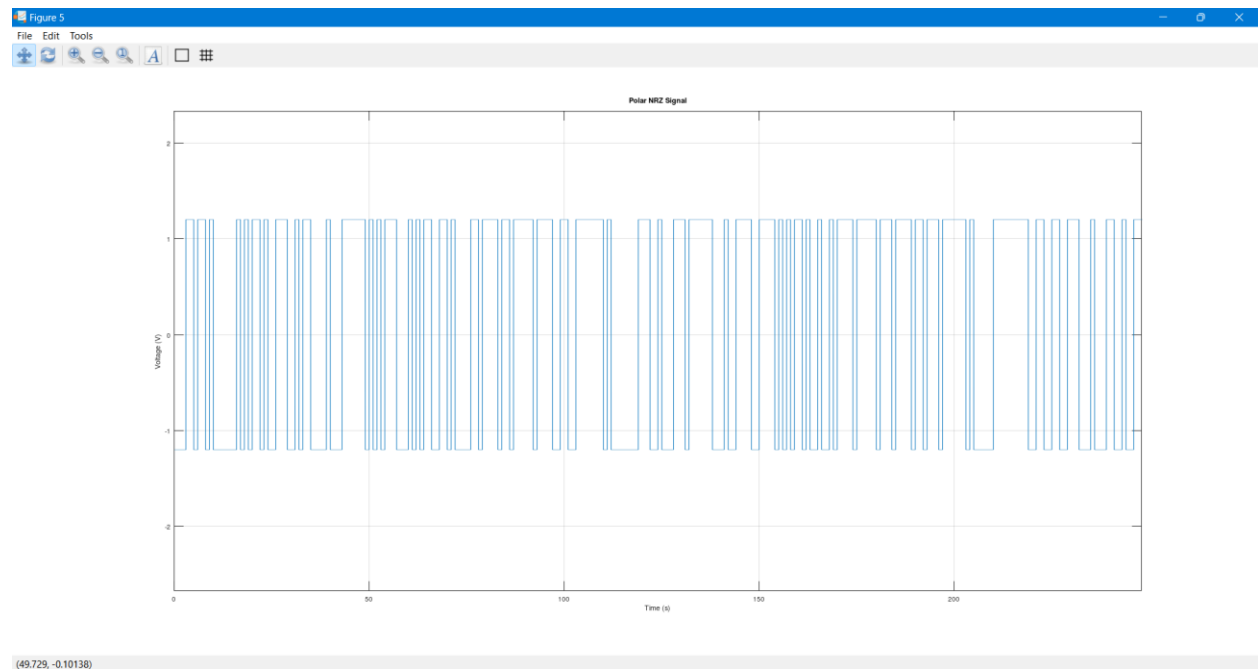 Figure 5
File Edit Tools
A
Polar NRZ Signal
2
1
0
-1
-2
Voltage (V)
0 50 100 150 200
Time (s)
(49.729, -0.10138)